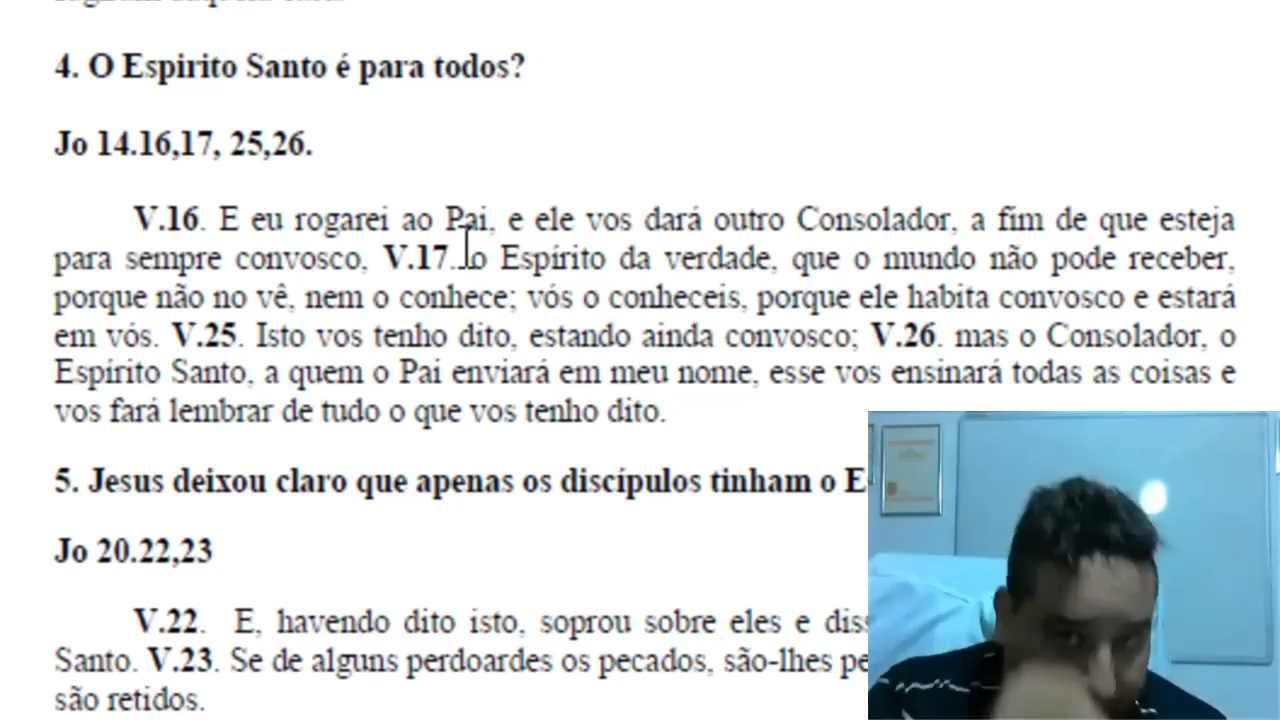 4. O Espirito Santo é para todos?
Jo 14.16,17, 25,26.
V.16. E eu rogarei ao Pai, e ele vos dará outro Consolador, a fim de que esteja
para sempre convosco, V.17. o Espírito da verdade, que o mundo não pode receber,
porque não no vê, nem o conhece; vós o conheceis, porque ele habita convosco e estará
em vós. V.25. Isto vos tenho dito, estando ainda convosco; V.26. mas o Consolador, o
Espírito Santo, a quem o Pai enviará em meu nome, esse vos ensinará todas as coisas e
vos fará lembrar de tudo o que vos tenho dito.
5. Jesus deixou claro que apenas os discípulos tinham o E
Jo 20.22,23
V.22. E, havendo dito isto, soprou sobre eles e diss
Santo. V.23. Se de alguns perdoardes os pecados, são-lhes pe
são retidos.